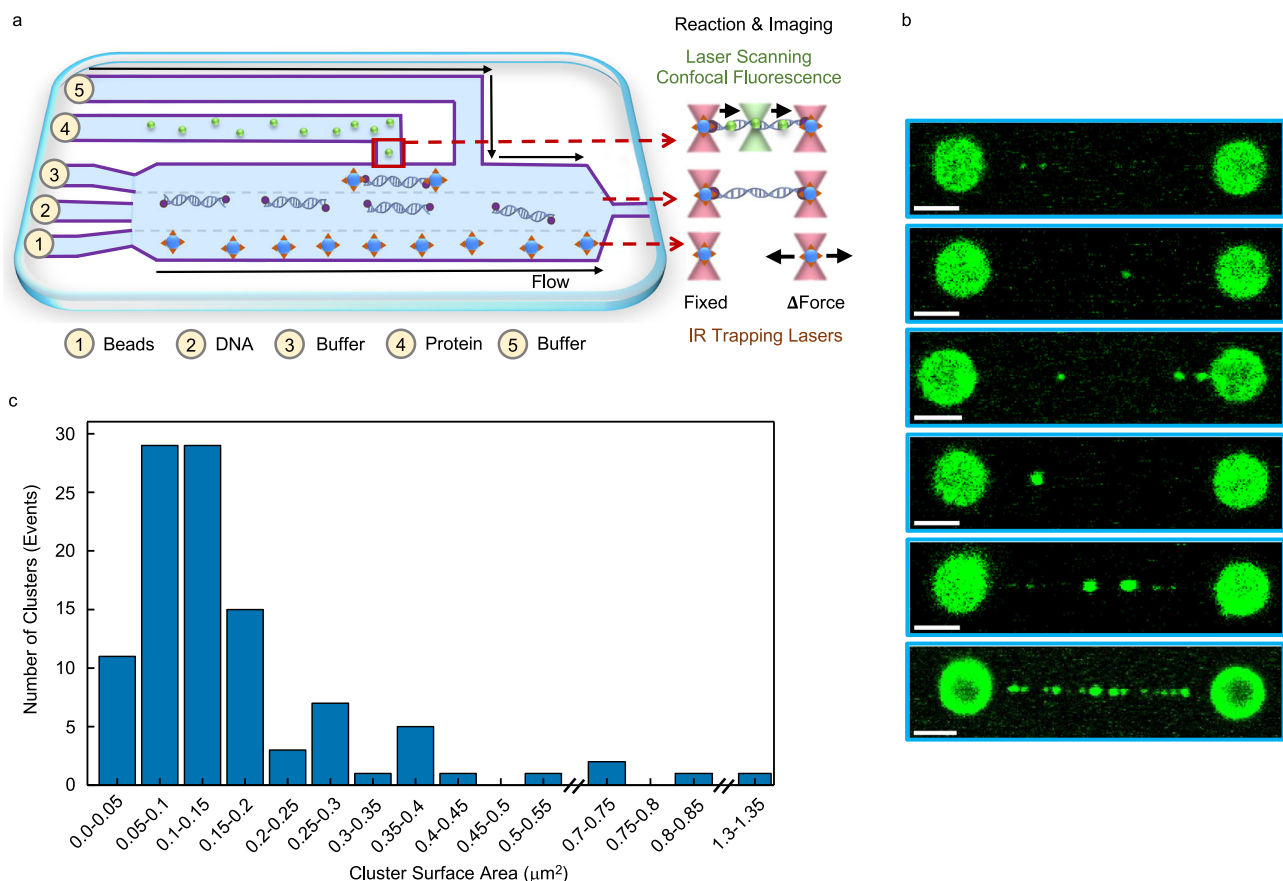 a
Reaction & Imaging
Laser Scanning
Confocal Fluorescence
5
4
3
2
1
Flow
Fixed
ΔForce
IR Trapping Lasers
1 Beads 2 DNA 3 Buffer 4 Protein 5 Buffer
b
c
Number of Clusters (Events)
30
25
20
15
10
5
0
0.0-0.05
0.05-0.1
0.1-0.15
0.15-0.2
0.2-0.25
0.25-0.3
0.3-0.35
0.35-0.4
0.4-0.45
0.45-0.5
0.5-0.55
0.7-0.75
0.75-0.8
0.8-0.85
1.3-1.35
Cluster Surface Area (μm²)